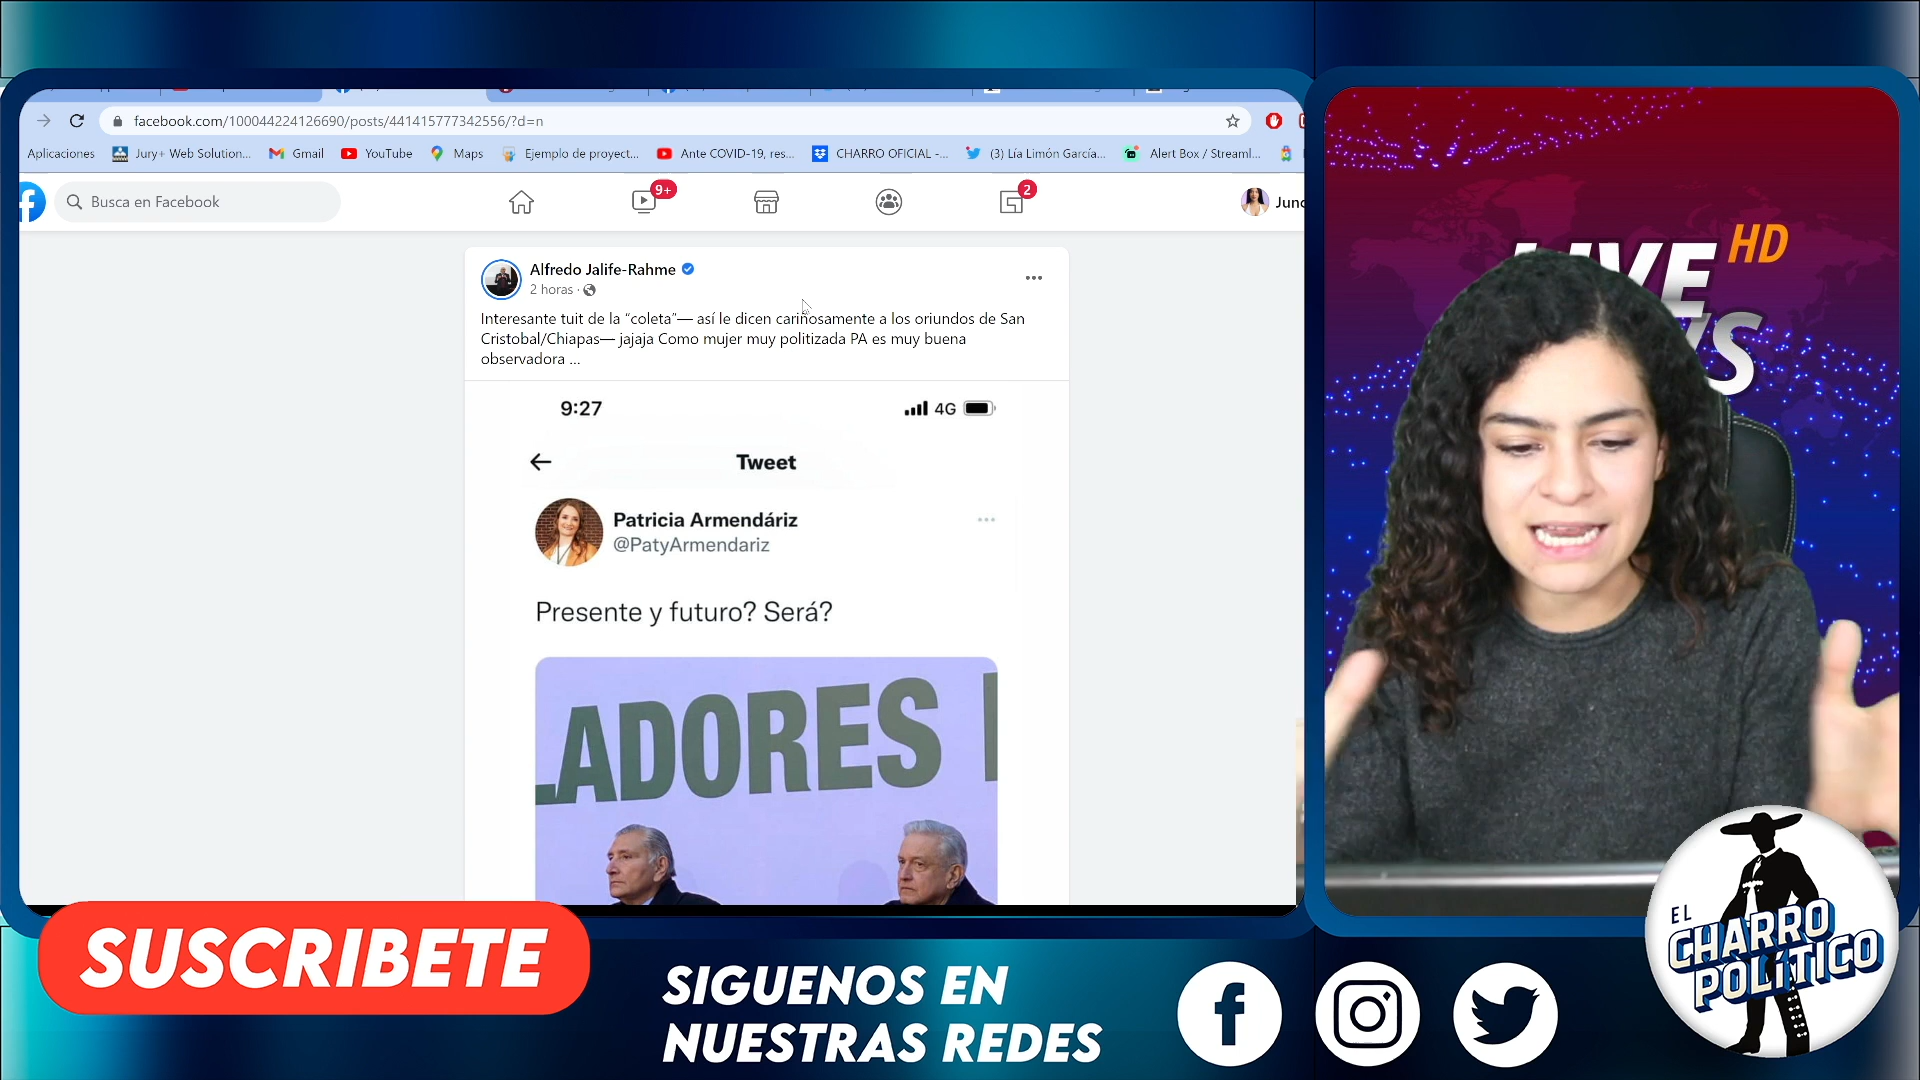 facebook.com/100044224126690/posts/441415777342556/?d=n
Aplicaciones
Jury+ Web Solution...
Gmail
YouTube
Maps
Ejemplo de proyect...
Ante COVID-19, res...
CHARRO OFICIAL -...
(3) Lía Limón García...
Alert Box / Streaml...
Busca en Facebook
9+
2
Alfredo Jalife-Rahme
2 horas ·
Interesante tuit de la “coleta”— así le dicen cariñosamente a los oriundos de San
Cristobal/Chiapas— jajaja Como mujer muy politizada PA es muy buena
observadora ...
9:27
4G
Tweet
Patricia Armendáriz
@PatyArmendariz
Presente y futuro? Será?
LADORES
HD
SUSCRIBETE
SIGUENOS EN
NUESTRAS REDES
EL
CHARRO
POLÍTICO